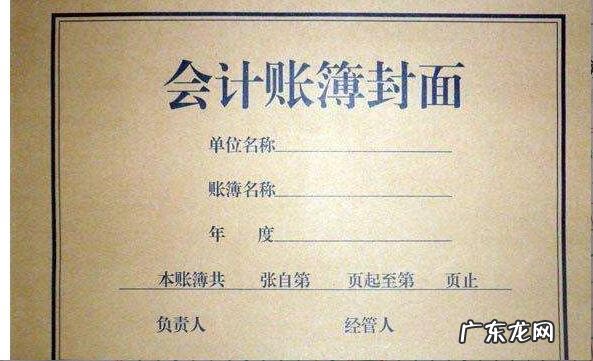 会计账簿封面
单位名称
账簿名称
年 度
本账簿共 张自第 页起至第 页止
负责人 经管人
广东龙网